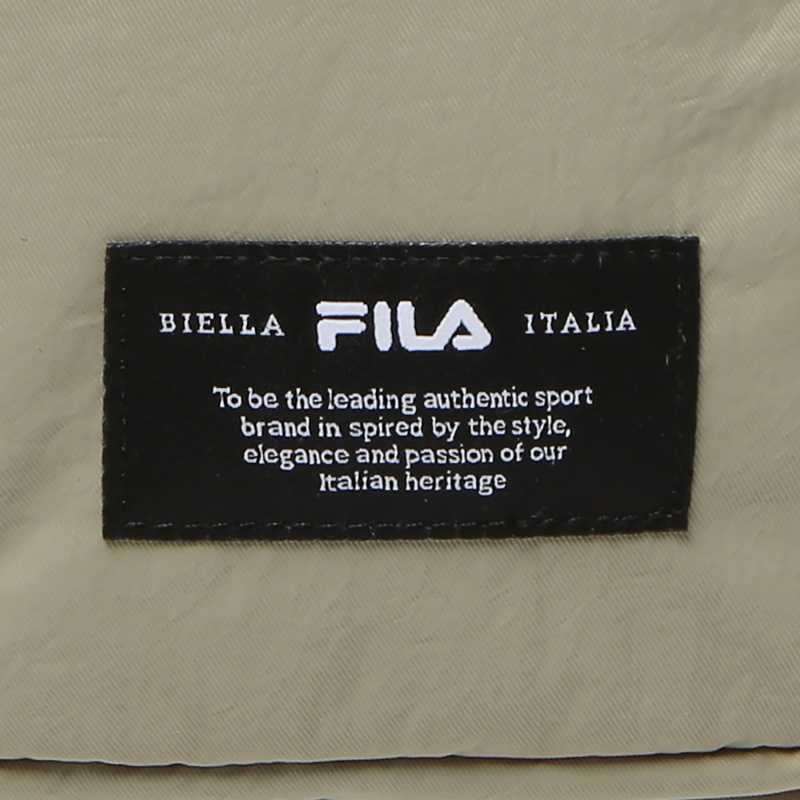 BIELLA FILA ITALIA
To be the leading authentic sport
brand in spired by the style,
elegance and passion of our
Italian heritage